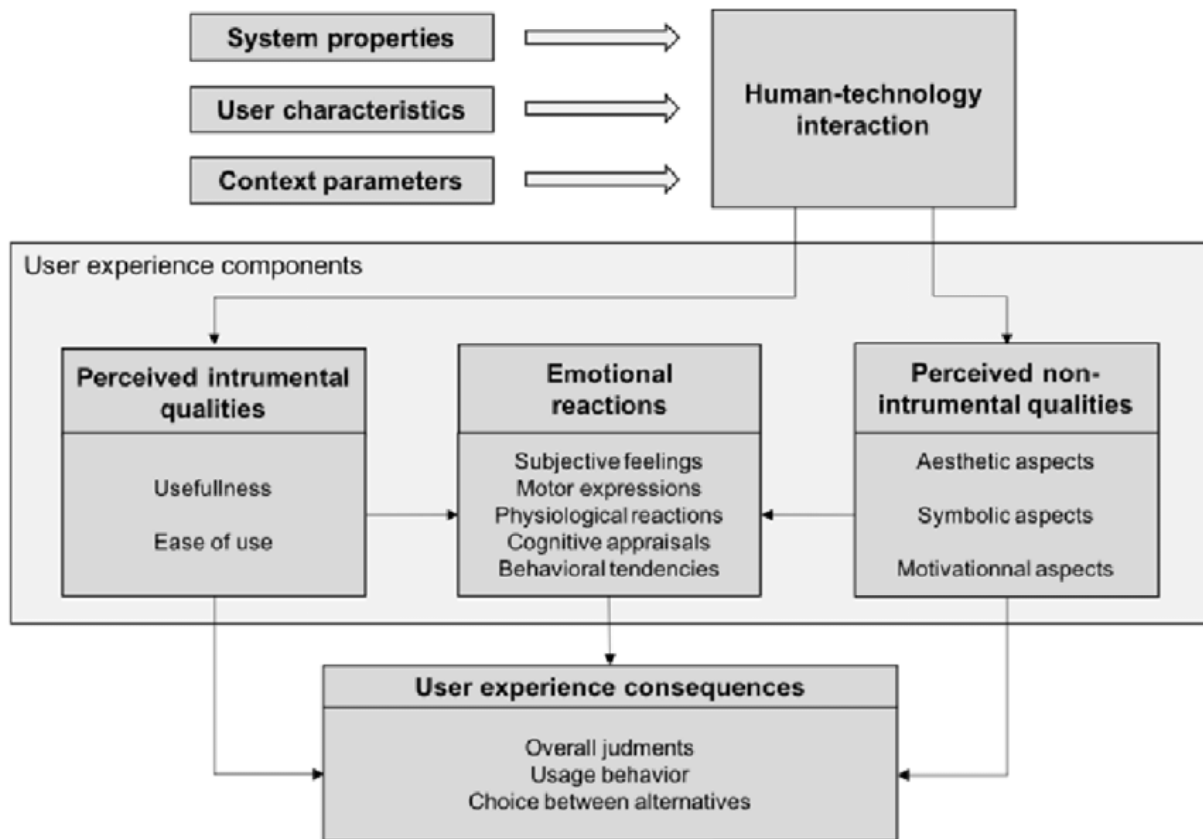 System properties
User characteristics
Context parameters
Human-technology
interaction
User experience components
Perceived intrumental
qualities
Usefullness
Ease of use
Emotional
reactions
Subjective feelings
Motor expressions
Physiological reactions
Cognitive appraisals
Behavioral tendencies
Perceived non-
intrumental qualities
Aesthetic aspects
Symbolic aspects
Motivationnal aspects
User experience consequences
Overall judments
Usage behavior
Choice between alternatives